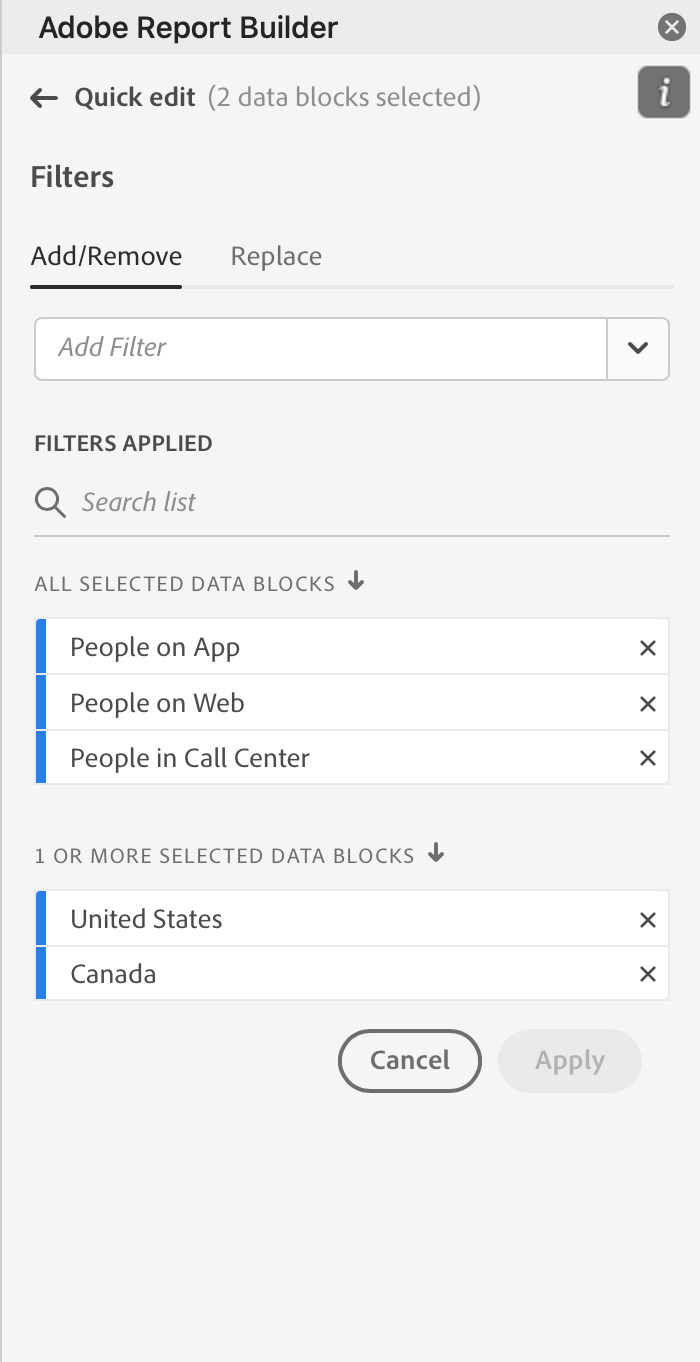 Adobe Report Builder
Quick edit (2 data blocks selected)
i
Filters
Add/Remove Replace
Add Filter
FILTERS APPLIED
Search list
ALL SELECTED DATA BLOCKS
People on App
People on Web
People in Call Center
1 OR MORE SELECTED DATA BLOCKS
United States
Canada
Cancel Apply